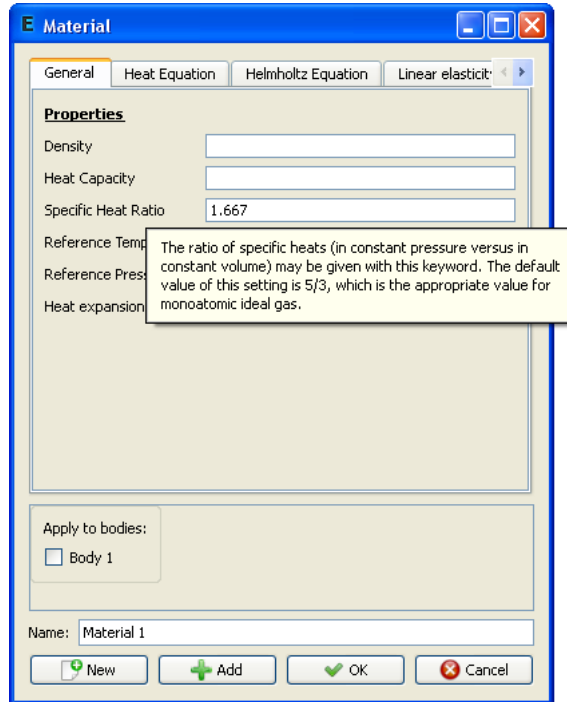 E Material
General Heat Equation Helmholtz Equation Linear elasticit
Properties
Density
Heat Capacity
Specific Heat Ratio 1.667
Reference Temp
Reference Press
Heat expansion
The ratio of specific heats (in constant pressure versus in
constant volume) may be given with this keyword. The default
value of this setting is 5/3, which is the appropriate value for
monoatomic ideal gas.
Apply to bodies:
Body 1
Name: Material 1
New Add OK Cancel